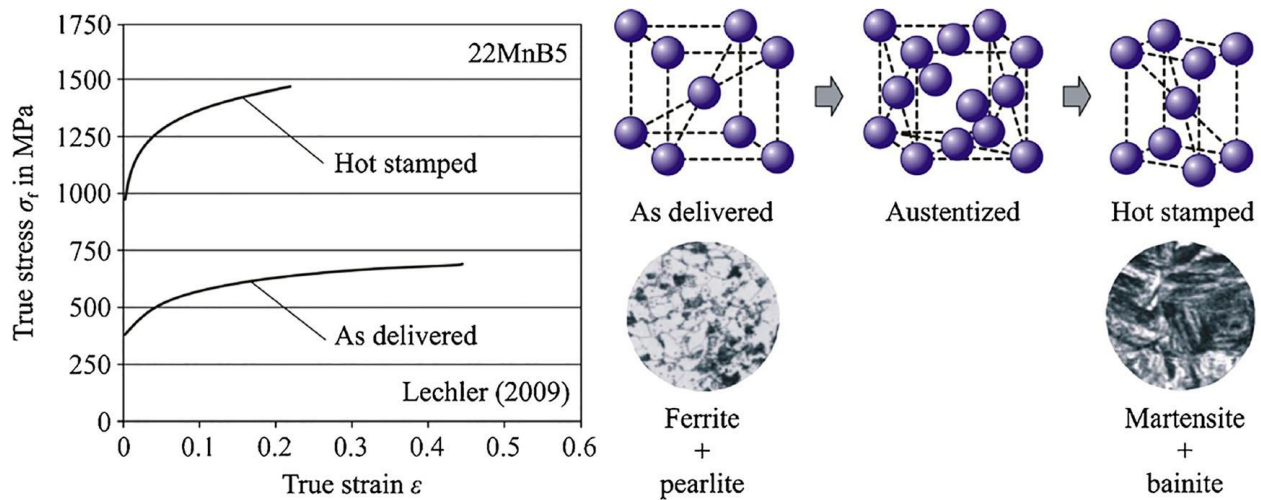 1750
1500
1250
1000
750
500
250
0
True stress σf in MPa
22MnB5
Hot stamped
As delivered
Lechler (2009)
0 0.1 0.2 0.3 0.4 0.5 0.6
True strain ε
As delivered
Austentized
Hot stamped
Ferrite
+
pearlite
Martensite
+
bainite